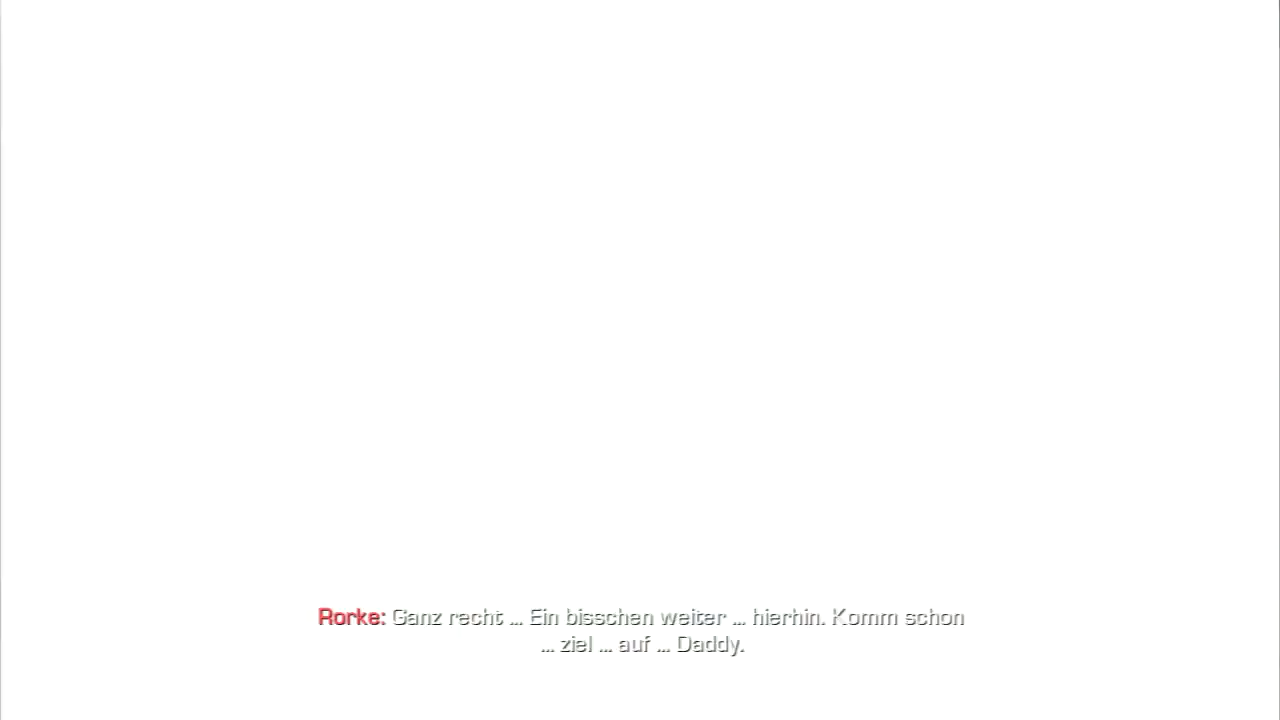 Rorke: Ganz recht ... Ein bisschen weiter ... hierhin. Komm schon
... ziel ... auf ... Daddy.